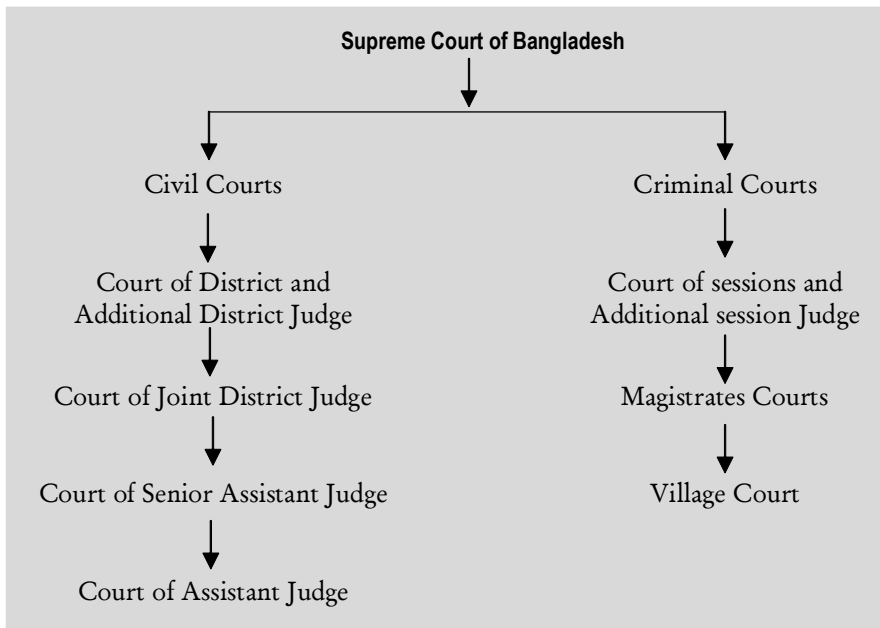 Supreme Court of Bangladesh
Civil Courts
Criminal Courts
Court of District and
Additional District Judge
Court of sessions and
Additional session Judge
Court of Joint District Judge
Magistrates Courts
Court of Senior Assistant Judge
Village Court
Court of Assistant Judge